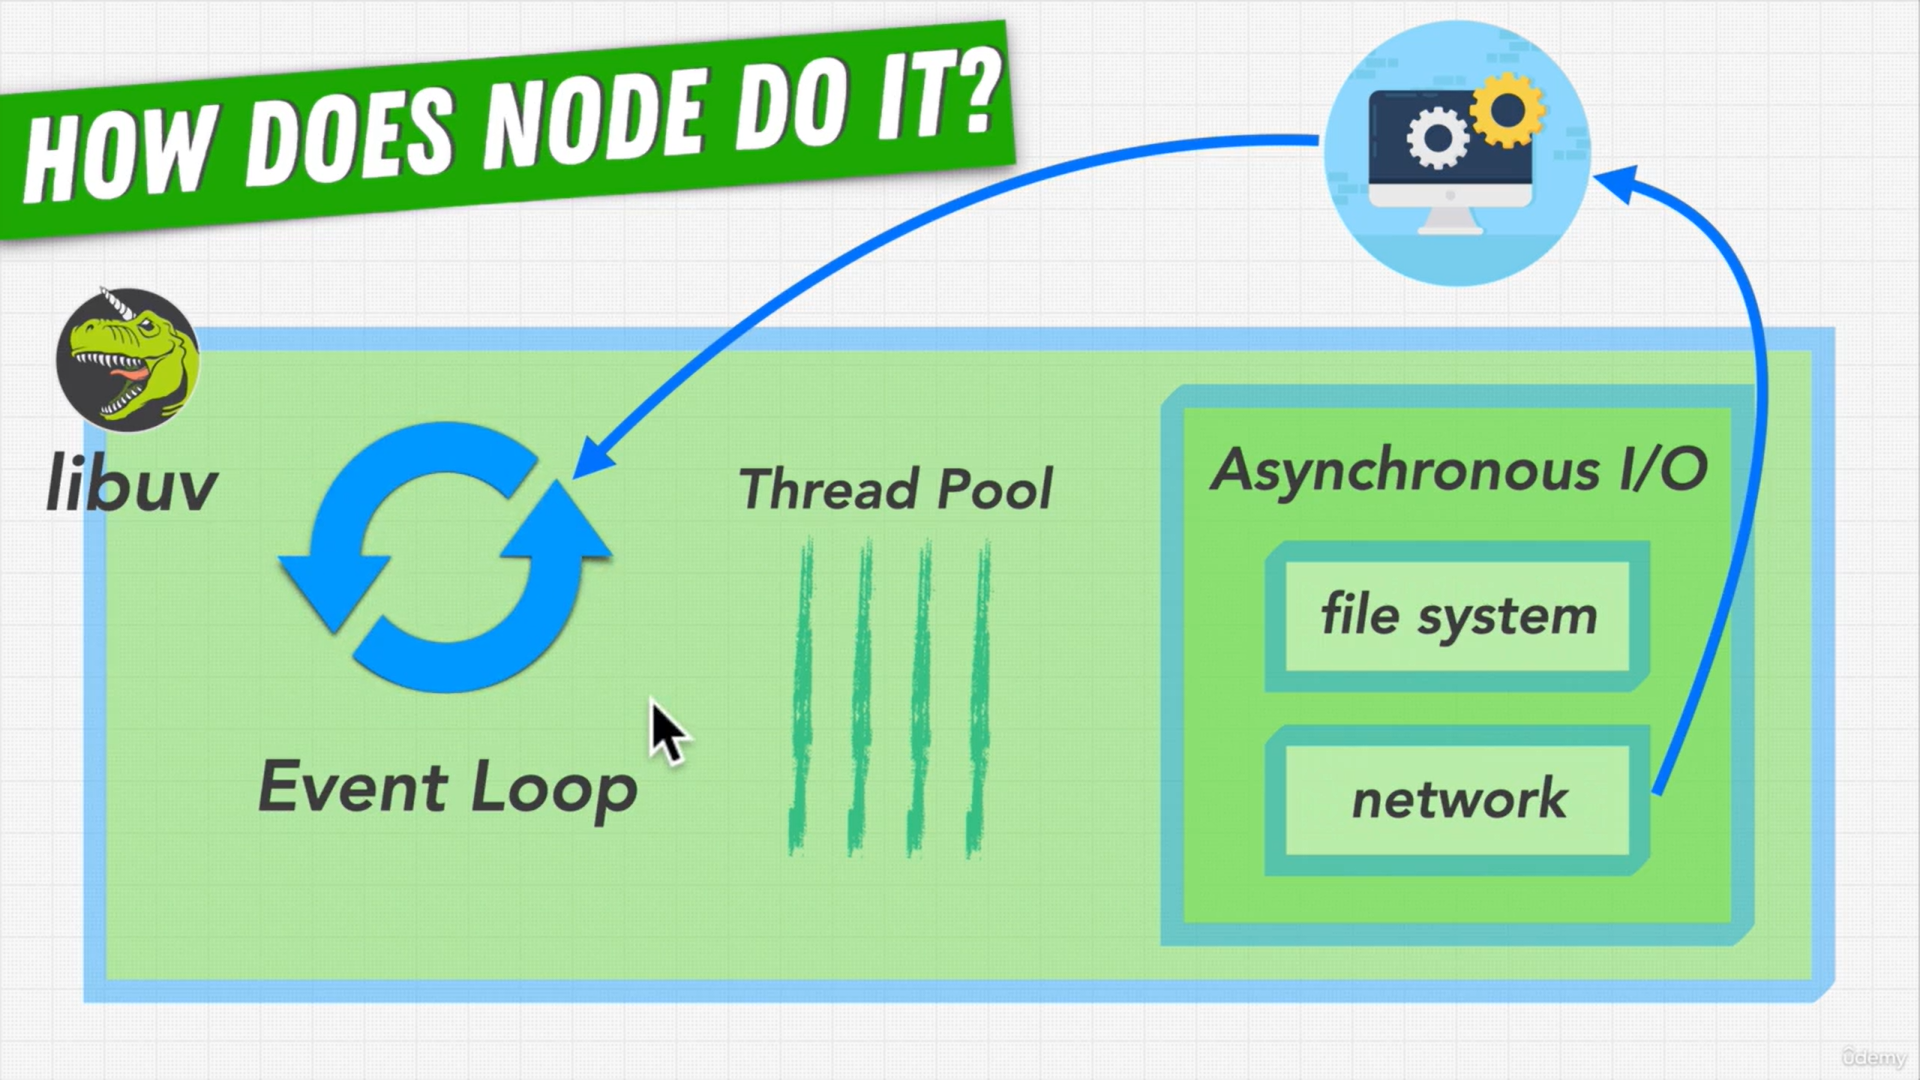 HOW DOES NODE DO IT?
libuv
Event Loop
Thread Pool
Asynchronous I/O
file system
network
ûdemy